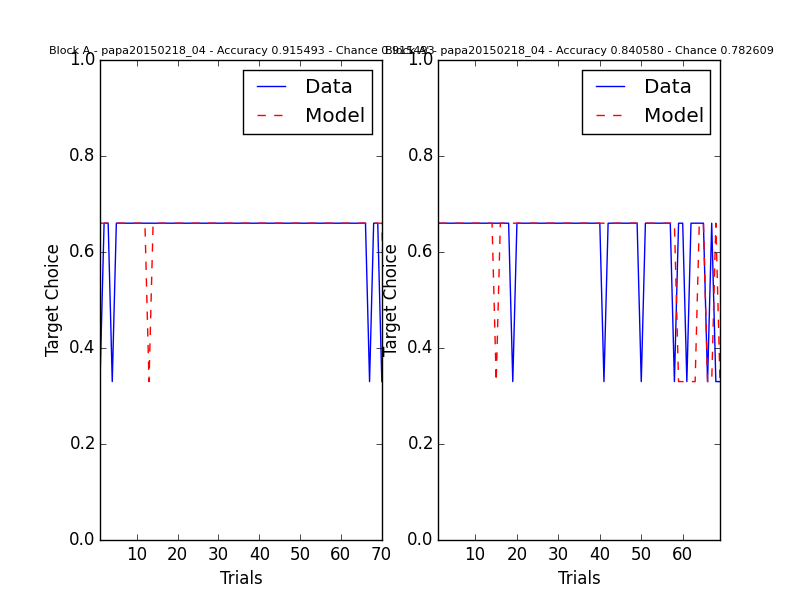 Block A - papa20150218_04 - Accuracy 0.915493 - Chance 0.915493
Data
Model
1.0
0.8
0.6
0.4
0.2
0.0
Target Choice
10 20 30 40 50 60 70
Trials
- papa20150218_04 - Accuracy 0.840580 - Chance 0.782609
Data
Model
1.0
0.8
0.6
0.4
0.2
0.0
Target Choice
10 20 30 40 50 60
Trials